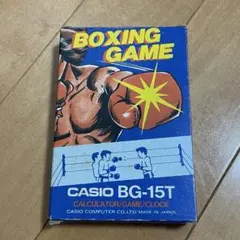 BOXING
GAME
CASIO BG-15T
CALCULATOR/GAME/CLOCK
CASIO COMPUTER CO., LTD. MADE IN JAPAN